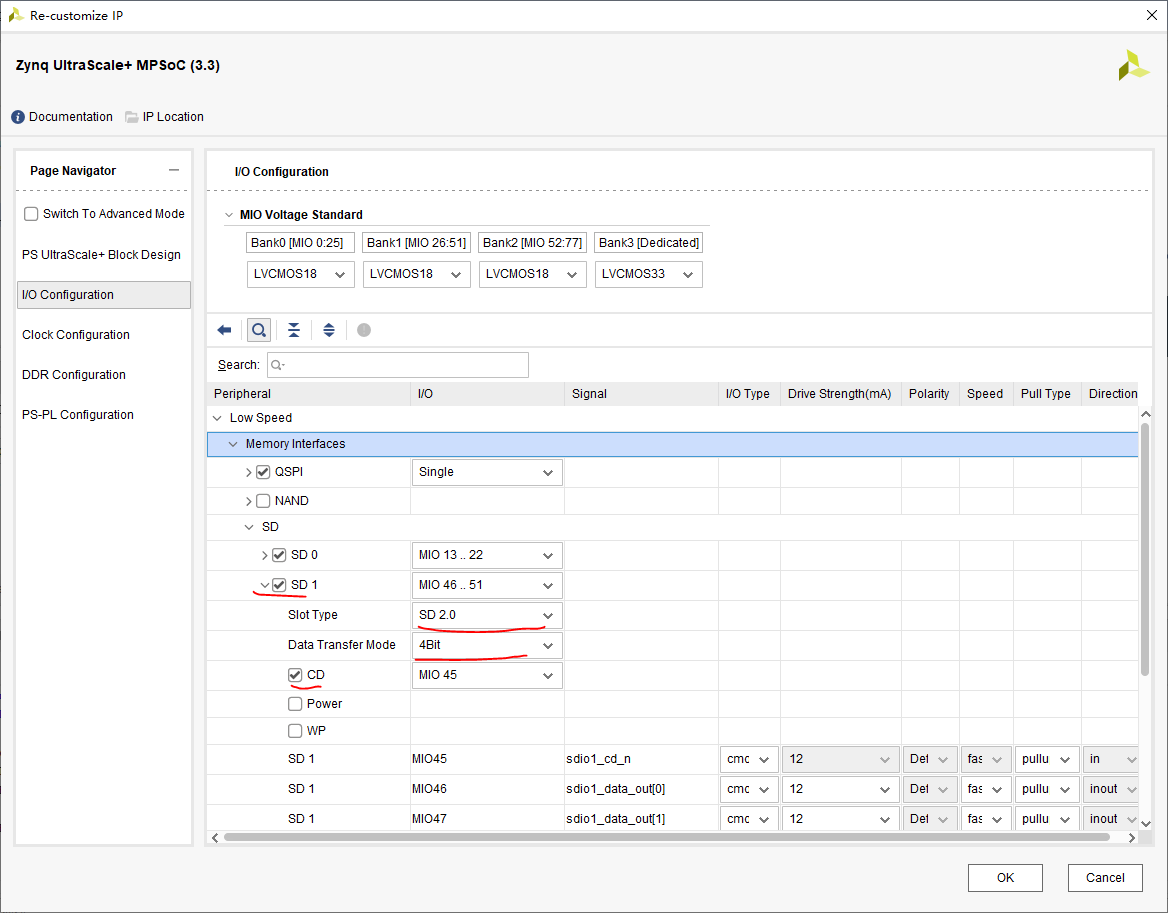 Re-customize IP
Zynq UltraScale+ MPSoC (3.3)
Documentation IP Location
Page Navigator
Switch To Advanced Mode
PS UltraScale+ Block Design
I/O Configuration
Clock Configuration
DDR Configuration
PS-PL Configuration
I/O Configuration
MIO Voltage Standard
Bank0 [MIO 0:25] Bank1 [MIO 26:51] Bank2 [MIO 52:77] Bank3 [Dedicated]
LVCMOS18 LVCMOS18 LVCMOS18 LVCMOS33
Search:
Peripheral I/O Signal I/O Type Drive Strength(mA) Polarity Speed Pull Type Direction
Low Speed
Memory Interfaces
QSPI Single
NAND
SD
SD 0 MIO 13 .. 22
SD 1 MIO 46 .. 51
Slot Type SD 2.0
Data Transfer Mode 4Bit
CD MIO 45
Power
WP
SD 1 MIO45 sdio1_cd_n cmc 12 Def fas pullu in
SD 1 MIO46 sdio1_data_out[0] cmc 12 Def fas pullu inout
SD 1 MIO47 sdio1_data_out[1] cmc 12 Def fas pullu inout
OK Cancel